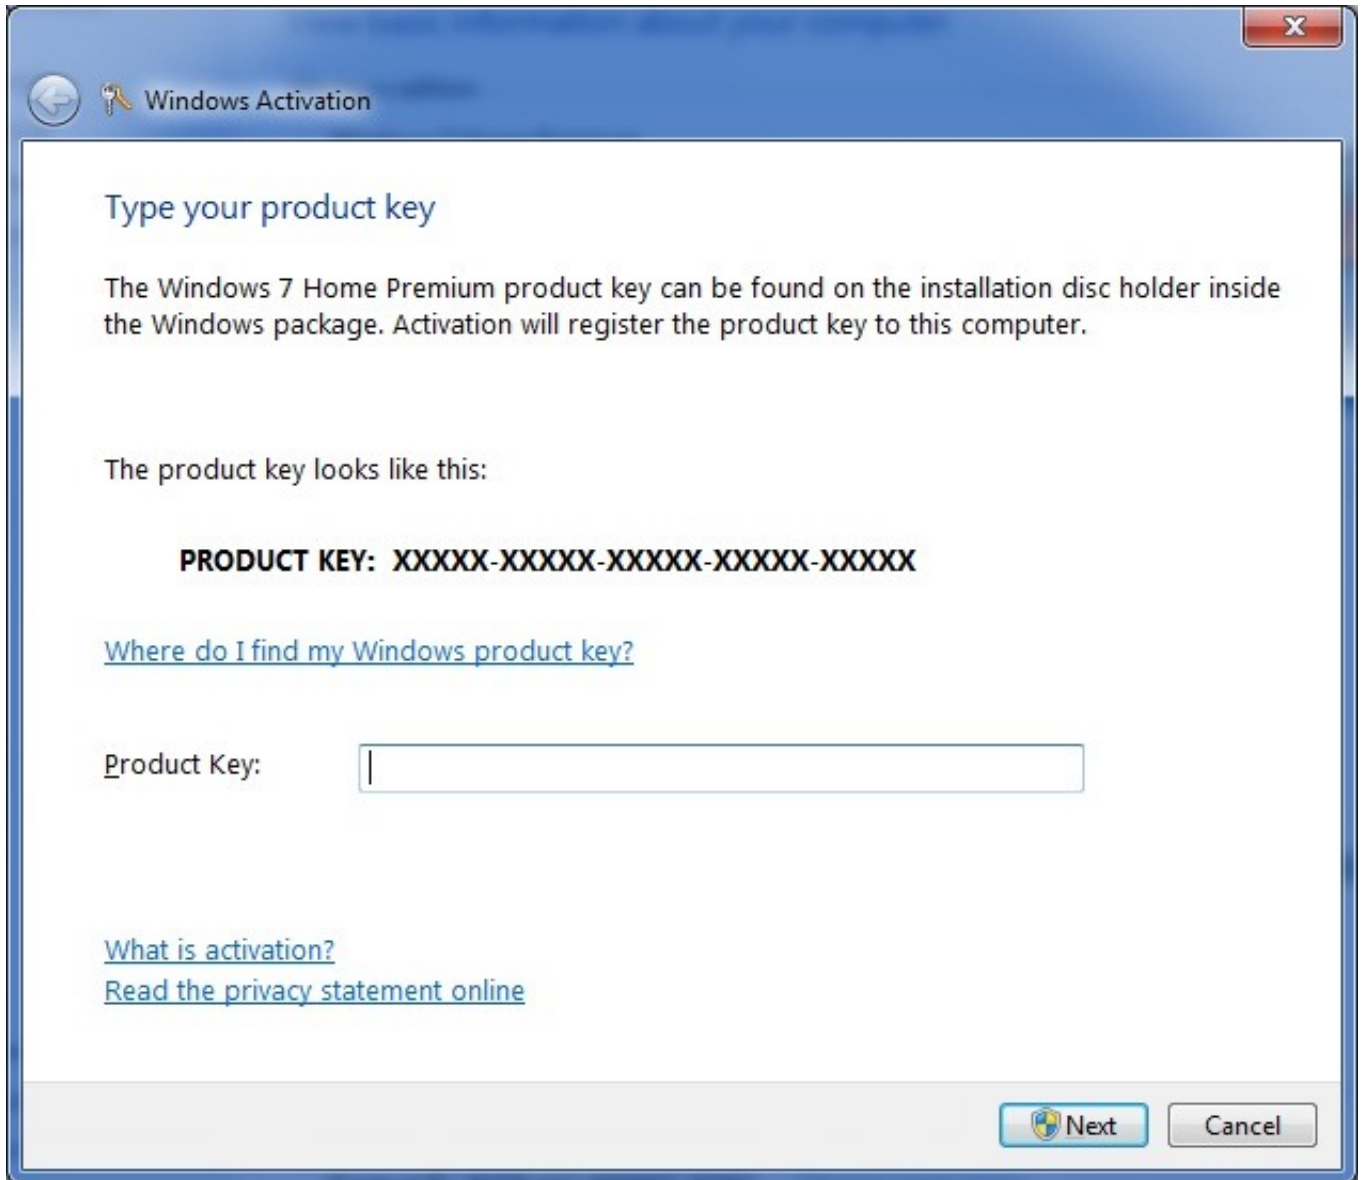 Windows Activation
Type your product key
The Windows 7 Home Premium product key can be found on the installation disc holder inside
the Windows package. Activation will register the product key to this computer.
The product key looks like this:
PRODUCT KEY: XXXXX-XXXXX-XXXXX-XXXXX-XXXXX
Where do I find my Windows product key?
Product Key:
What is activation?
Read the privacy statement online
Next Cancel